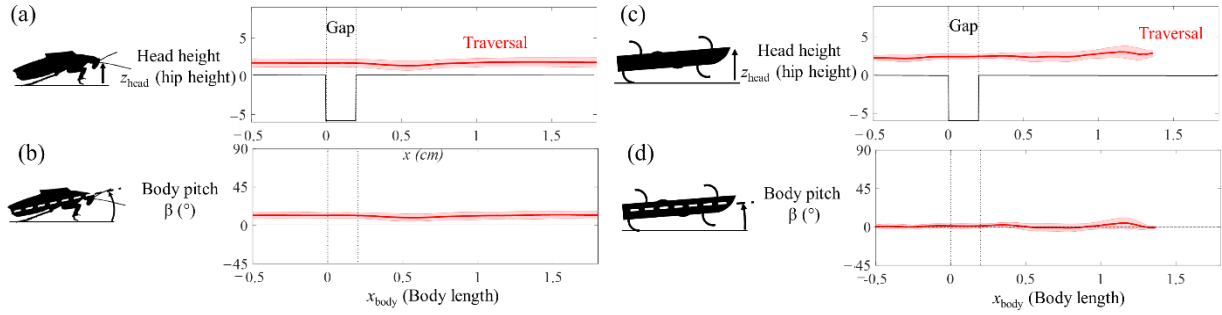 (a)
Gap
Traversal
Head height
z_head (hip height)
5
0
−5
−0.5 0 0.5 1 1.5
x (cm)
(b)
Body pitch
β (°)
90
45
0
−45
−0.5 0 0.5 1 1.5
x_body (Body length)
(c)
Gap
Traversal
Head height
z_head (hip height)
5
0
−5
−0.5 0 0.5 1 1.5
(d)
Body pitch
β (°)
90
45
0
−45
−0.5 0 0.5 1 1.5
x_body (Body length)